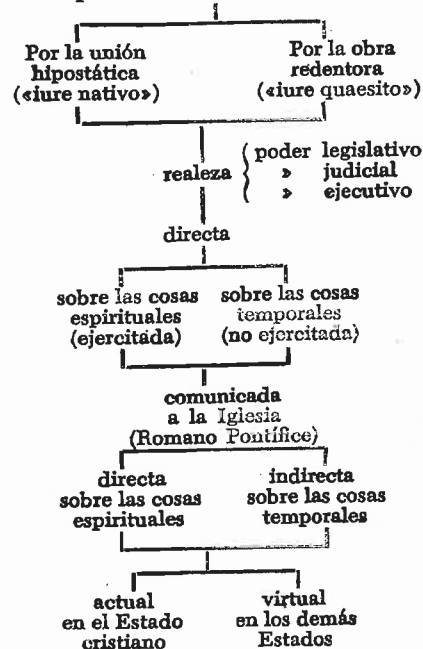 Por la unión
hipostática
(«iure nativo»)
Por la obra
redentora
(«iure quaesito»)
realeza
poder legislativo
» judicial
» ejecutivo
directa
sobre las cosas
espirituales
(ejercitada)
sobre las cosas
temporales
(no ejercitada)
comunicada
a la Iglesia
(Romano Pontífice)
directa
sobre las cosas
espirituales
indirecta
sobre las cosas
temporales
actual
en el Estado
cristiano
virtual
en los demás
Estados